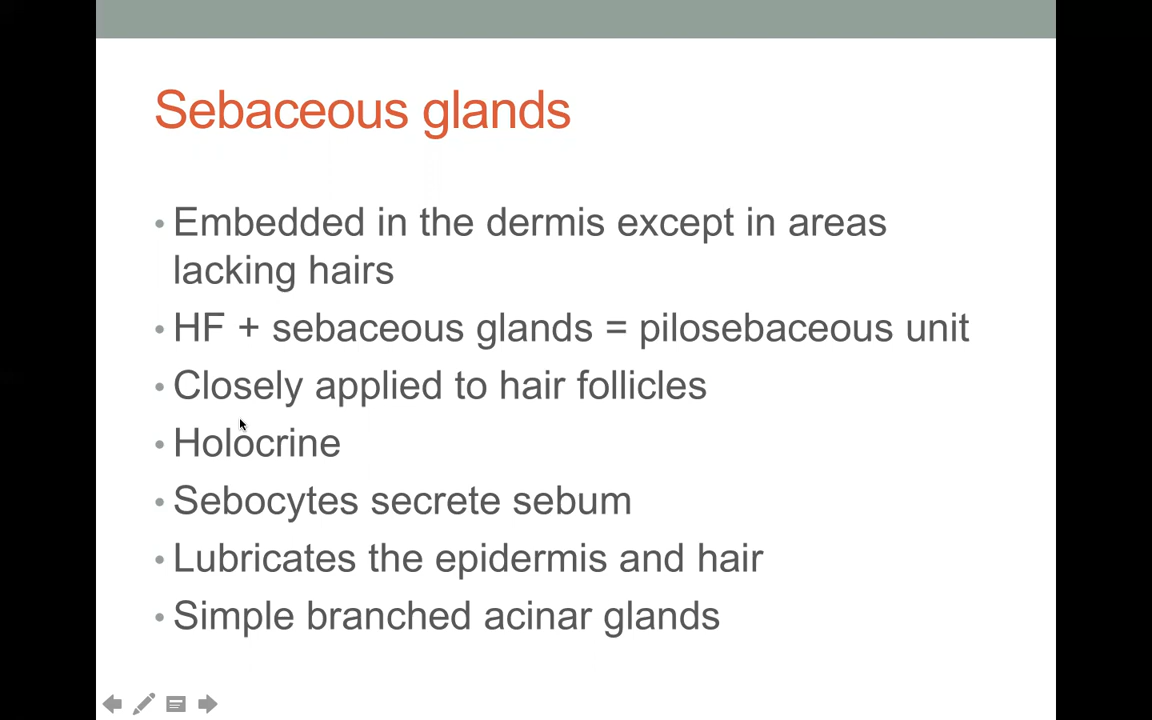 Sebaceous glands
• Embedded in the dermis except in areas
lacking hairs
• HF + sebaceous glands = pilosebaceous unit
• Closely applied to hair follicles
• Holocrine
• Sebocytes secrete sebum
• Lubricates the epidermis and hair
• Simple branched acinar glands